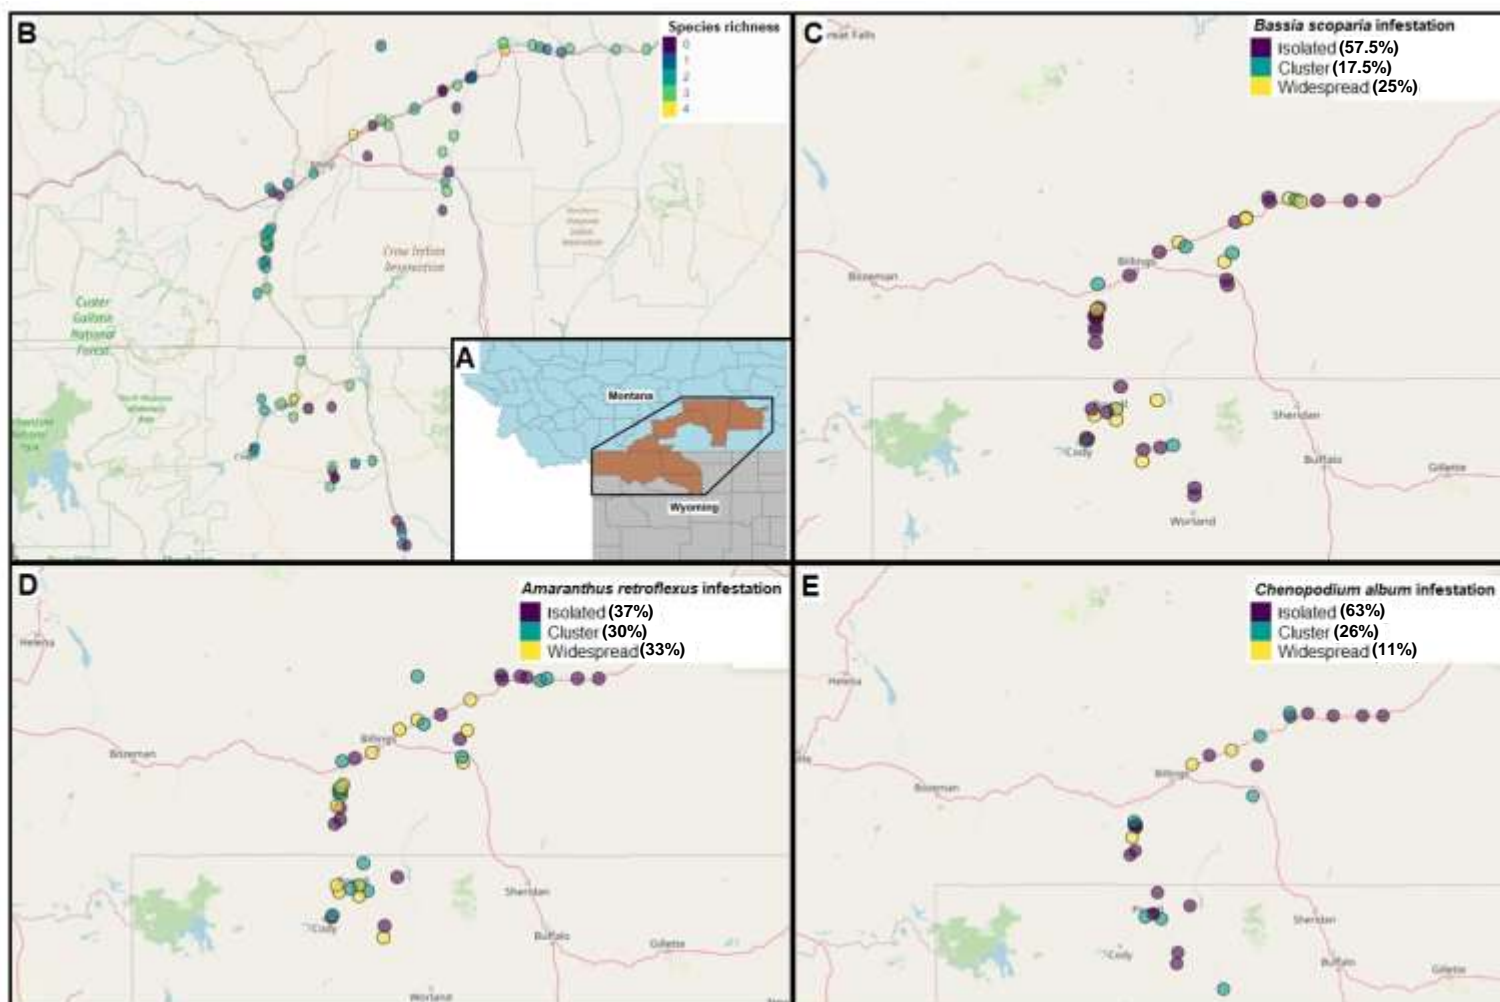 B
Species richness
0
1
2
3
4
Crow Indian
Reservation
Custer
Gallatin
National
Forest
A
Montana
Wyoming
C
Bassia scoparia infestation
Isolated (57.5%)
Cluster (17.5%)
Widespread (25%)
Billings
Bozeman
Sheridan
Cody
Buffalo
Gillette
Worland
D
Amaranthus retroflexus infestation
Isolated (37%)
Cluster (30%)
Widespread (33%)
Helena
Billings
Bozeman
Sheridan
Cody
Buffalo
Gillette
Worland
E
Chenopodium album infestation
Isolated (63%)
Cluster (26%)
Widespread (11%)
Helena
Billings
Bozeman
Sheridan
Cody
Buffalo
Gillette